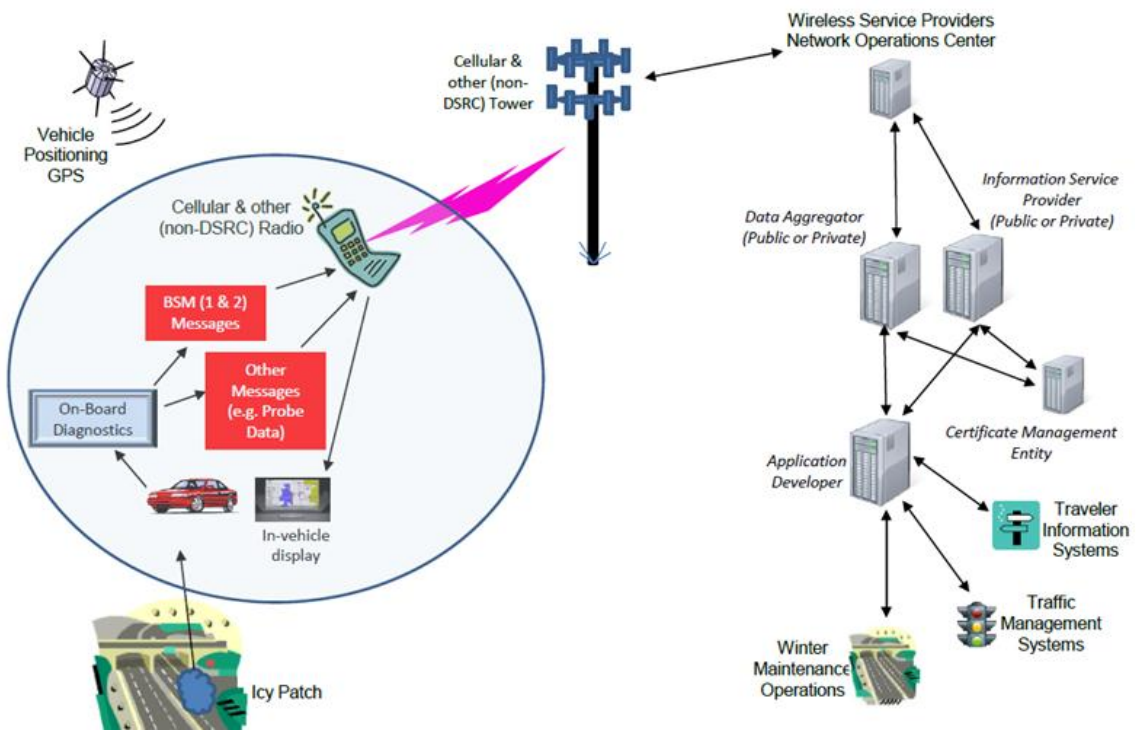 Wireless Service Providers
Network Operations Center
Cellular &
other (non-
DSRC) Tower
Vehicle
Positioning
GPS
Cellular & other
(non-DSRC) Radio
Information Service
Provider
(Public or Private)
Data Aggregator
(Public or Private)
BSM (1 & 2)
Messages
Other
Messages
(e.g. Probe
Data)
On-Board
Diagnostics
In-vehicle
display
Certificate Management
Entity
Application
Developer
Traveler
Information
Systems
Traffic
Management
Systems
Winter
Maintenance
Operations
Icy Patch